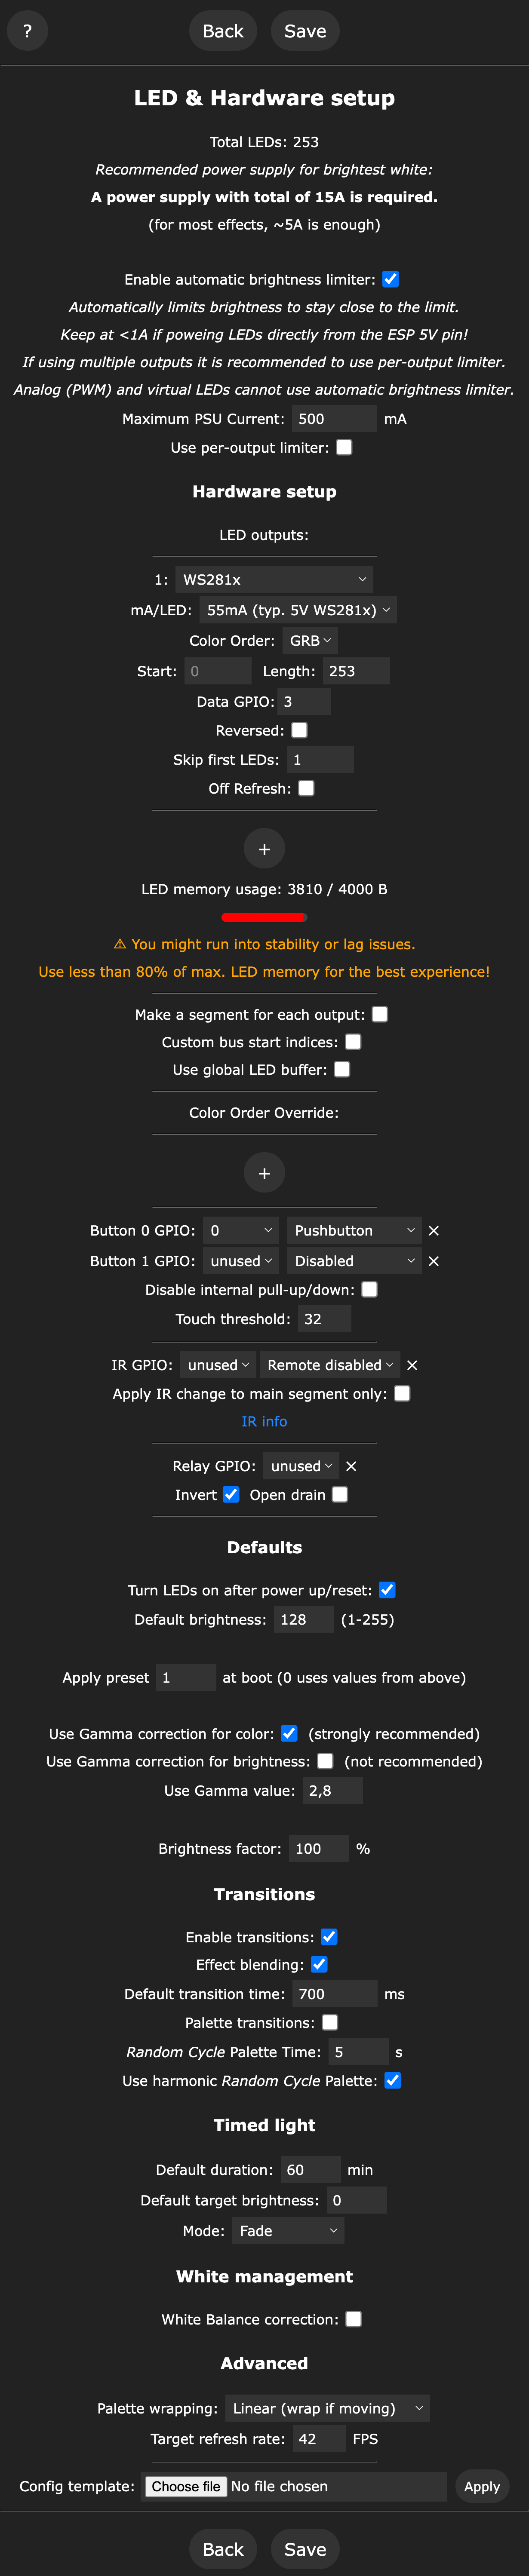 ? Back Save
LED & Hardware setup
Total LEDs: 253
Recommended power supply for brightest white:
A power supply with total of 15A is required.
(for most effects, ~5A is enough)
Enable automatic brightness limiter:
Automatically limits brightness to stay close to the limit.
Keep at <1A if poweing LEDs directly from the ESP 5V pin!
If using multiple outputs it is recommended to use per-output limiter.
Analog (PWM) and virtual LEDs cannot use automatic brightness limiter.
Maximum PSU Current: 500 mA
Use per-output limiter:
Hardware setup
LED outputs:
1: WS281x
mA/LED: 55mA (typ. 5V WS281x)
Color Order: GRB
Start: 0 Length: 253
Data GPIO: 3
Reversed:
Skip first LEDs: 1
Off Refresh:
+
LED memory usage: 3810 / 4000 B
⚠ You might run into stability or lag issues.
Use less than 80% of max. LED memory for the best experience!
Make a segment for each output:
Custom bus start indices:
Use global LED buffer:
Color Order Override:
+
Button 0 GPIO: 0 Pushbutton ✕
Button 1 GPIO: unused Disabled ✕
Disable internal pull-up/down:
Touch threshold: 32
IR GPIO: unused Remote disabled ✕
Apply IR change to main segment only:
IR info
Relay GPIO: unused ✕
Invert Open drain
Defaults
Turn LEDs on after power up/reset:
Default brightness: 128 (1-255)
Apply preset 1 at boot (0 uses values from above)
Use Gamma correction for color: (strongly recommended)
Use Gamma correction for brightness: (not recommended)
Use Gamma value: 2,8
Brightness factor: 100 %
Transitions
Enable transitions:
Effect blending:
Default transition time: 700 ms
Palette transitions:
Random Cycle Palette Time: 5 s
Use harmonic Random Cycle Palette:
Timed light
Default duration: 60 min
Default target brightness: 0
Mode: Fade
White management
White Balance correction:
Advanced
Palette wrapping: Linear (wrap if moving)
Target refresh rate: 42 FPS
Config template: Choose file No file chosen Apply
Back Save